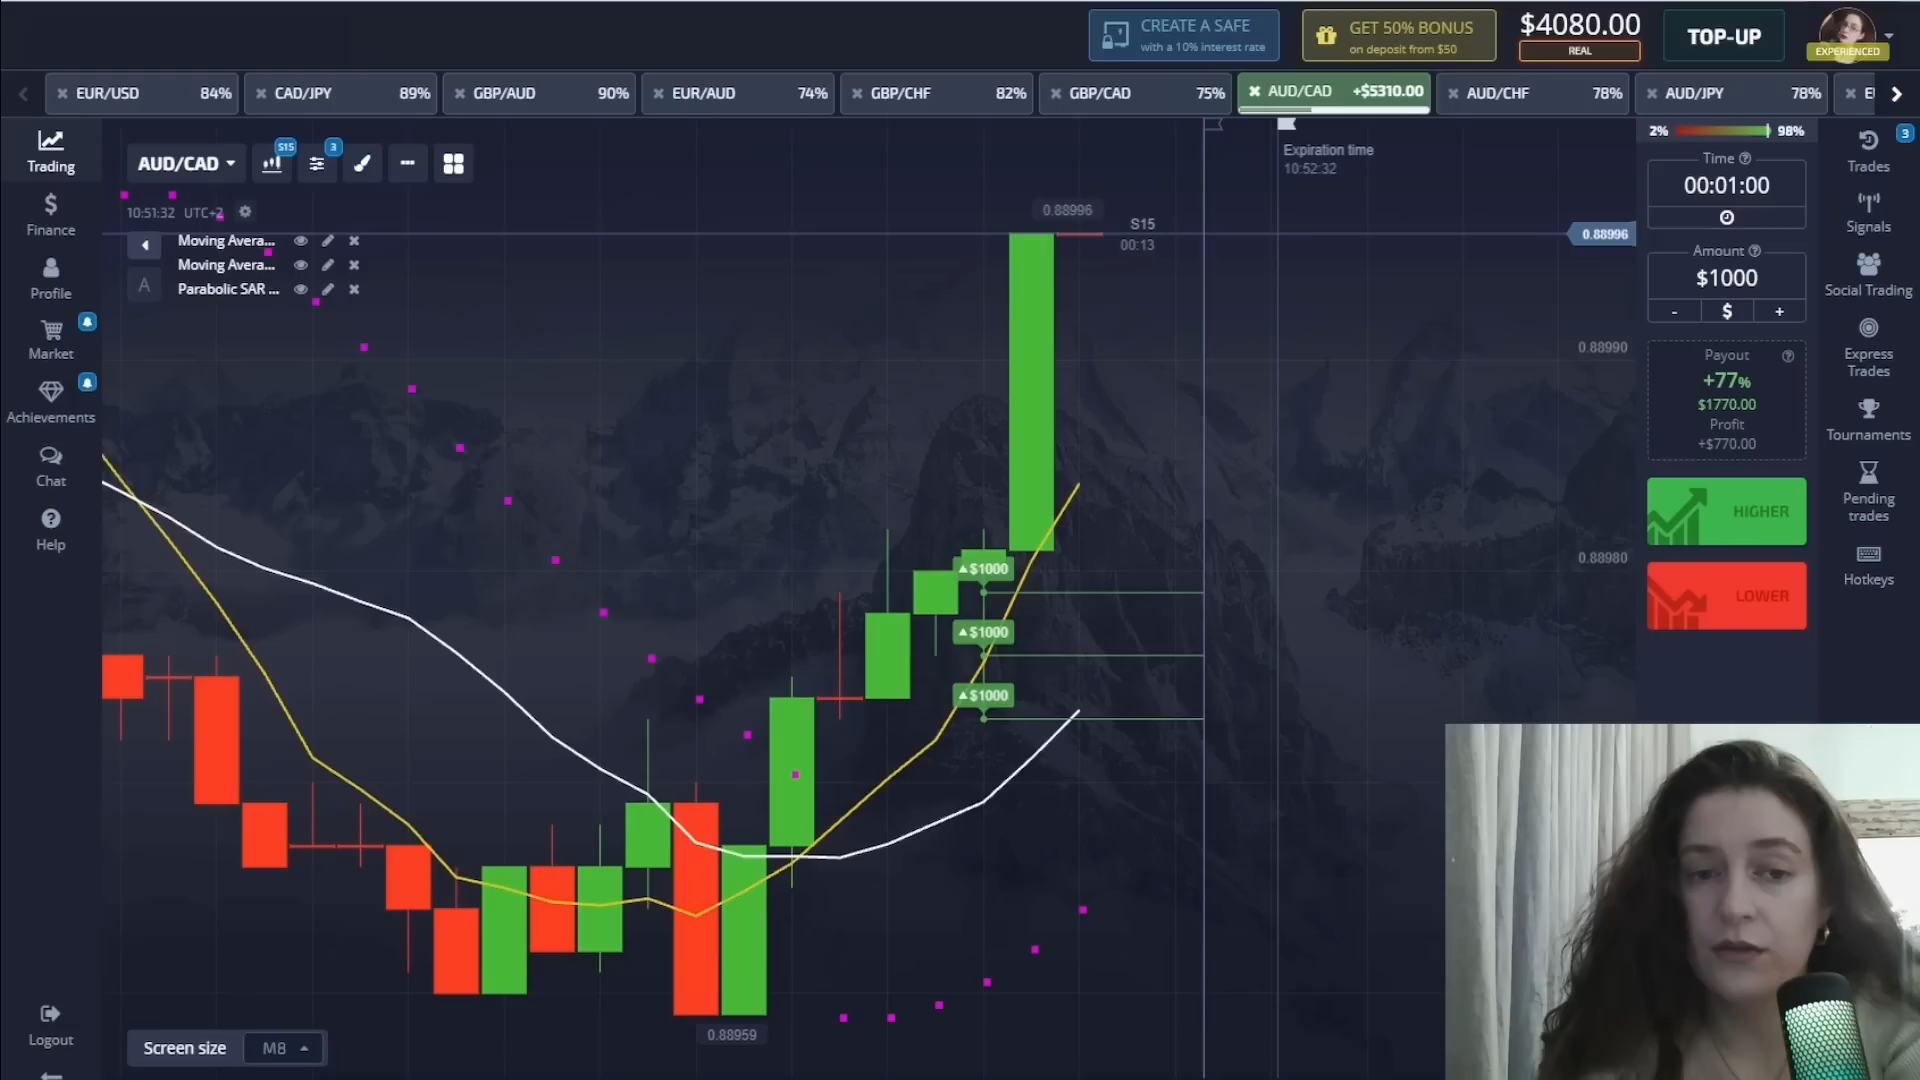 CREATE A SAFE
with a 10% interest rate
GET 50% BONUS
on deposit from $50
$4080.00
REAL
TOP-UP
EXPERIENCED
EUR/USD 84%
CAD/JPY 89%
GBP/AUD 90%
EUR/AUD 74%
GBP/CHF 82%
GBP/CAD 75%
AUD/CAD +$5310.00
AUD/CHF 78%
AUD/JPY 78%
Trading
Finance
Profile
Market
Achievements
Chat
Help
Logout
AUD/CAD
S15
3
10:51:32 UTC+2
Moving Avera...
Moving Avera...
A
Parabolic SAR ...
0.88996
S15
00:13
Expiration time
10:52:32
0.88996
0.88990
0.88980
$1000
$1000
$1000
0.88959
Screen size
M8
2%
98%
Time
00:01:00
Amount
$1000
-
$
+
Payout
+77%
$1770.00
Profit
+$770.00
HIGHER
LOWER
3
Trades
Signals
Social Trading
Express
Trades
Tournaments
Pending
trades
Hotkeys